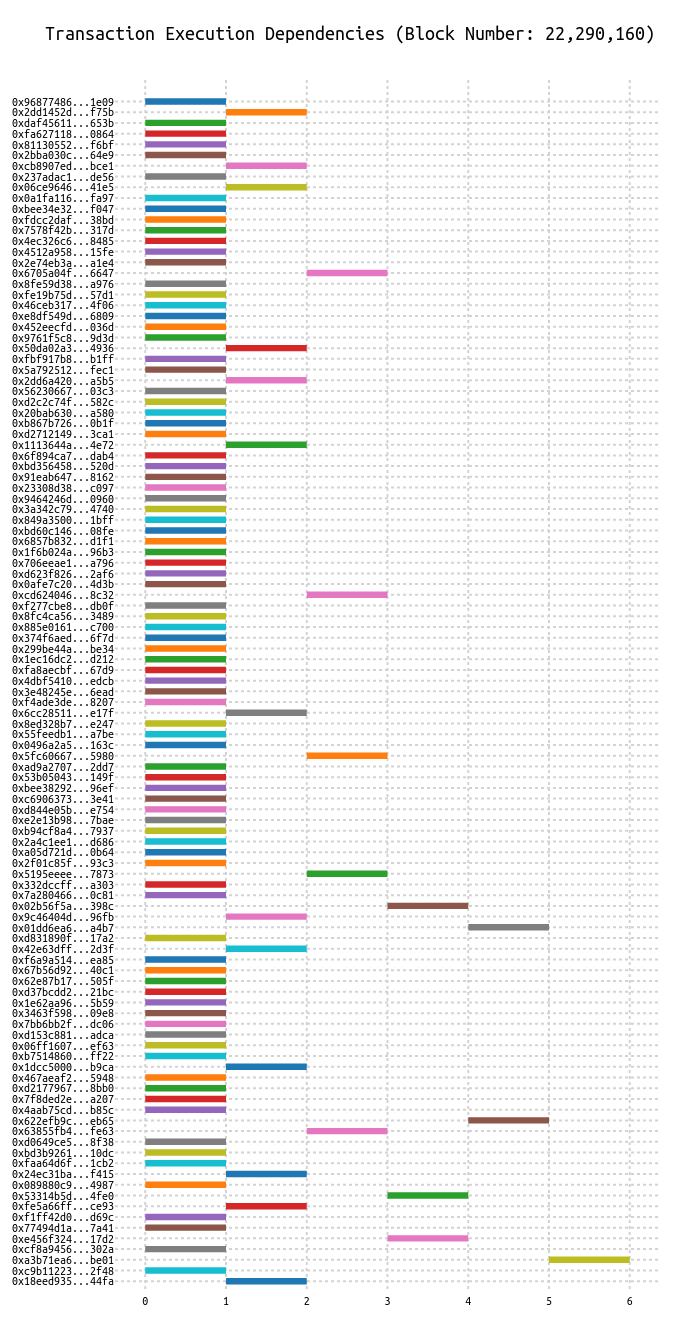 Transaction Execution Dependencies (Block Number: 22,290,160)
0x96877486...1e09
0x2dd1452d...f75b
0xdaf45611...653b
0xfa627118...0864
0x81130552...f6bf
0x2bba030c...64e9
0xcb8907ed...bce1
0x237adac1...de56
0x06ce9646...41e5
0x0a1fa116...fa97
0xbee34e32...f047
0xfdcc2daf...38bd
0x7578f42b...317d
0x4ec326c6...8485
0x4512a958...15fe
0x2e74eb3a...a1e4
0x6705a04f...6647
0x8fe59d38...a976
0xfe19b75d...57d1
0x46ceb317...4f06
0xe8df549d...6809
0x452eecfd...036d
0x9761f5c8...9d3d
0x50da02a3...4936
0xfbf917b8...b1ff
0x5a792512...fec1
0x2dd6a420...a5b5
0x56230667...03c3
0xd2c2c74f...582c
0x20bab630...a580
0xb867b726...0b1f
0xd2712149...3ca1
0x1113644a...4e72
0x6f894ca7...dab4
0xbd356458...520d
0x91eab647...8162
0x23308d38...c097
0x9464246d...0960
0x3a342c79...4740
0x849a3500...1bff
0xbd60c146...08fe
0x6857b832...d1f1
0x1f6b024a...96b3
0x706eeae1...a796
0xd623f826...2af6
0x0afe7c20...4d3b
0xcd624046...8c32
0xf277cbe8...db0f
0x8fc4ca56...3489
0x885e0161...c700
0x374f6aed...6f7d
0x299be44a...be34
0x1ec16dc2...d212
0xfa8aecbf...67d9
0x4dbf5410...edcb
0x3e48245e...6ead
0xf4ade3de...8207
0x6cc28511...e17f
0x8ed328b7...e247
0x55feedb1...a7be
0x0496a2a5...163c
0x5fc60667...5980
0xad9a2707...2dd7
0x53b05043...149f
0xbee38292...96ef
0xc6906373...3e41
0xd844e05b...e754
0xe2e13b98...7bae
0xb94cf8a4...7937
0x2a4c1ee1...d686
0xa05d721d...0b64
0x2f01c85f...93c3
0x5195eeee...7873
0x332dccff...a303
0x7a280466...0c81
0x02b56f5a...398c
0x9c46404d...96fb
0x01dd6ea6...a4b7
0xd831890f...17a2
0x42e63dff...2d3f
0xf6a9a514...ea85
0x67b56d92...40c1
0x62e87b17...505f
0xd37bcdd2...21bc
0x1e62aa96...5b59
0x3463f598...09e8
0x7bb6bb2f...dc06
0xd153c881...adca
0x06ff1607...ef63
0xb7514860...ff22
0x1dcc5000...b9ca
0x467aeaf2...5948
0xd2177967...8bb0
0x7f8ded2e...a207
0x4aab75cd...b85c
0x622efb9c...eb65
0x63855fb4...fe63
0xd0649ce5...8f38
0xbd3b9261...10dc
0xfaa64d6f...1cb2
0x24ec31ba...f415
0x089880c9...4987
0x53314b5d...4fe0
0xfe5a66ff...ce93
0xf1ff42d0...d69c
0x77494d1a...7a41
0xe456f324...17d2
0xcf8a9456...302a
0xa3b71ea6...be01
0xc9b11223...2f48
0x18eed935...44fa
0 1 2 3 4 5 6